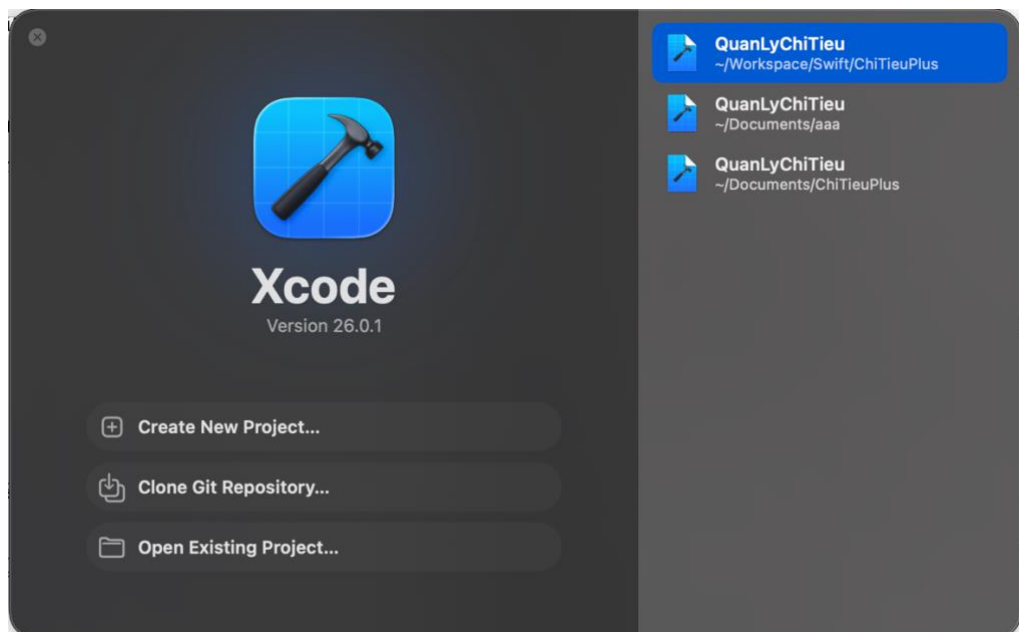 Xcode
Version 26.0.1
Create New Project...
Clone Git Repository...
Open Existing Project...
QuanLyChiTieu
~/Workspace/Swift/ChiTieuPlus
QuanLyChiTieu
~/Documents/aaa
QuanLyChiTieu
~/Documents/ChiTieuPlus